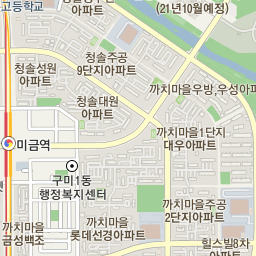 고등학교
(21년10월예정)
청솔주공
9단지아파트
청솔성원
아파트
까치마을우방,우성아파
청솔대원
아파트
까치마을1단지
대우아파트
미금역
구미1동
행정복지센터
까치마을주공
2단지아파트
까치마을
금성백조
까치마을
롯데선경아파트
힐스빌8차
아파트